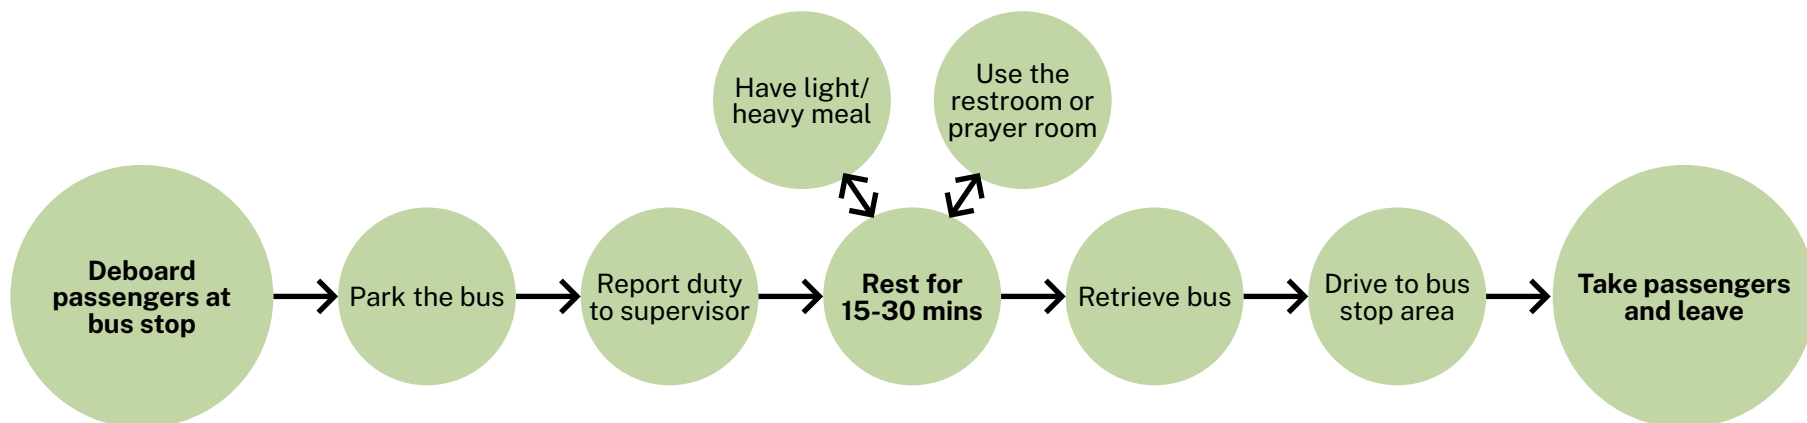 Have light/
heavy meal
Use the
restroom or
prayer room
Deboard
passengers at
bus stop
Park the bus
Report duty
to supervisor
Rest for
15-30 mins
Retrieve bus
Drive to bus
stop area
Take passengers
and leave